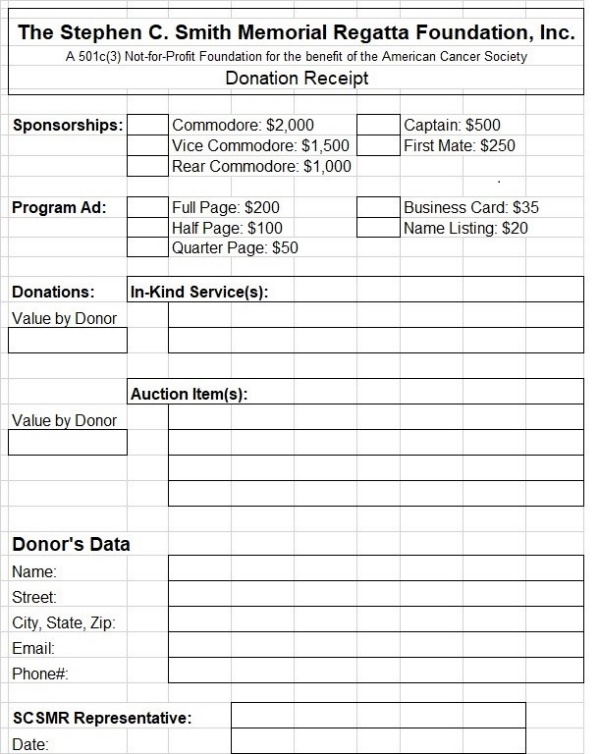 The Stephen C. Smith Memorial Regatta Foundation, Inc.
A 501c(3) Not-for-Profit Foundation for the benefit of the American Cancer Society
Donation Receipt
Sponsorships: Commodore: $2,000 Captain: $500
Vice Commodore: $1,500 First Mate: $250
Rear Commodore: $1,000
Program Ad: Full Page: $200 Business Card: $35
Half Page: $100 Name Listing: $20
Quarter Page: $50
Donations: In-Kind Service(s):
Value by Donor
Auction Item(s):
Value by Donor
Donor's Data
Name:
Street:
City, State, Zip:
Email:
Phone#:
SCSMR Representative:
Date: